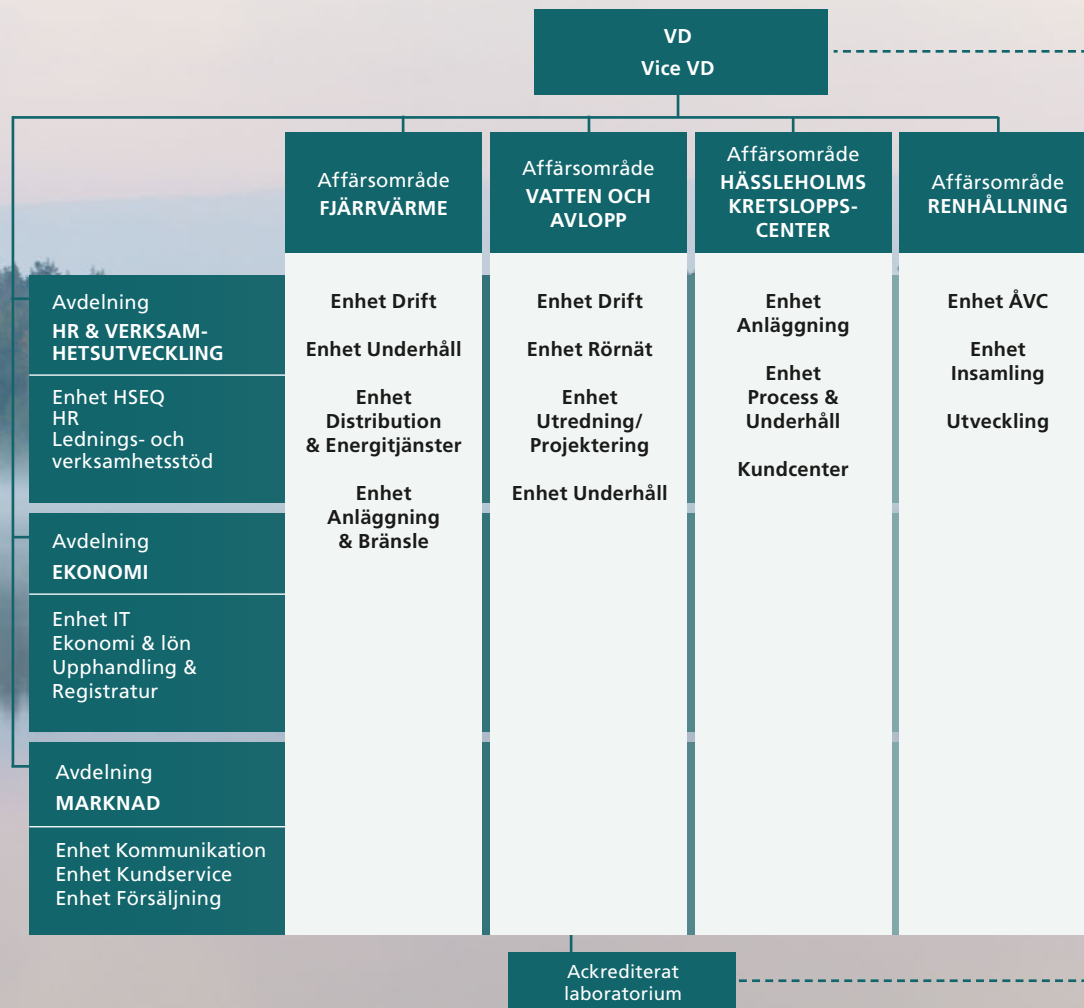 VD
Vice VD
Affärsområde
FJÄRRVÄRME
Affärsområde
VATTEN OCH
AVLOPP
Affärsområde
HÄSSLEHOLMS
KRETSLOPPS-
CENTER
Affärsområde
RENHÅLLNING
Avdelning
HR & VERKSAM-
HETSUTVECKLING
Enhet HSEQ
HR
Lednings- och
verksamhetsstöd
Avdelning
EKONOMI
Enhet IT
Ekonomi & lön
Upphandling &
Registratur
Avdelning
MARKNAD
Enhet Kommunikation
Enhet Kundservice
Enhet Försäljning
Enhet Drift
Enhet Underhåll
Enhet
Distribution
& Energitjänster
Enhet
Anläggning
& Bränsle
Enhet Drift
Enhet Rörnät
Enhet
Utredning/
Projektering
Enhet Underhåll
Enhet
Anläggning
Enhet
Process &
Underhåll
Kundcenter
Enhet ÅVC
Enhet
Insamling
Utveckling
Ackrediterat
laboratorium